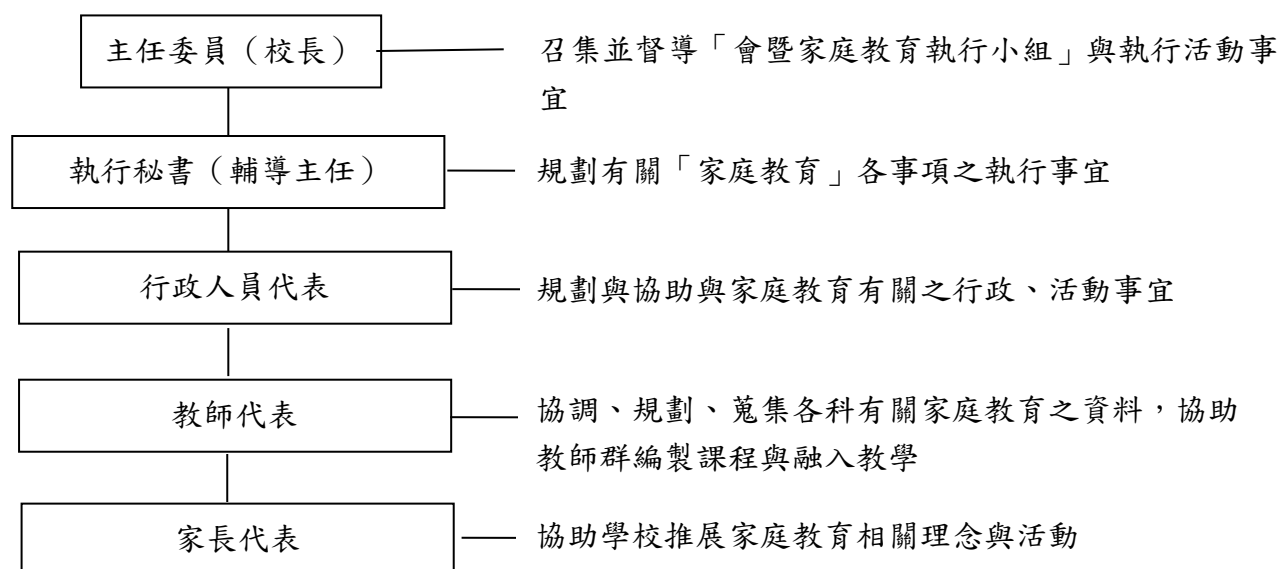 主任委員（校長）
召集並督導「會暨家庭教育執行小組」與執行活動事
宜
執行秘書（輔導主任）
規劃有關「家庭教育」各事項之執行事宜
行政人員代表
規劃與協助與家庭教育有關之行政、活動事宜
教師代表
協調、規劃、蒐集各科有關家庭教育之資料，協助
教師群編製課程與融入教學
家長代表
協助學校推展家庭教育相關理念與活動